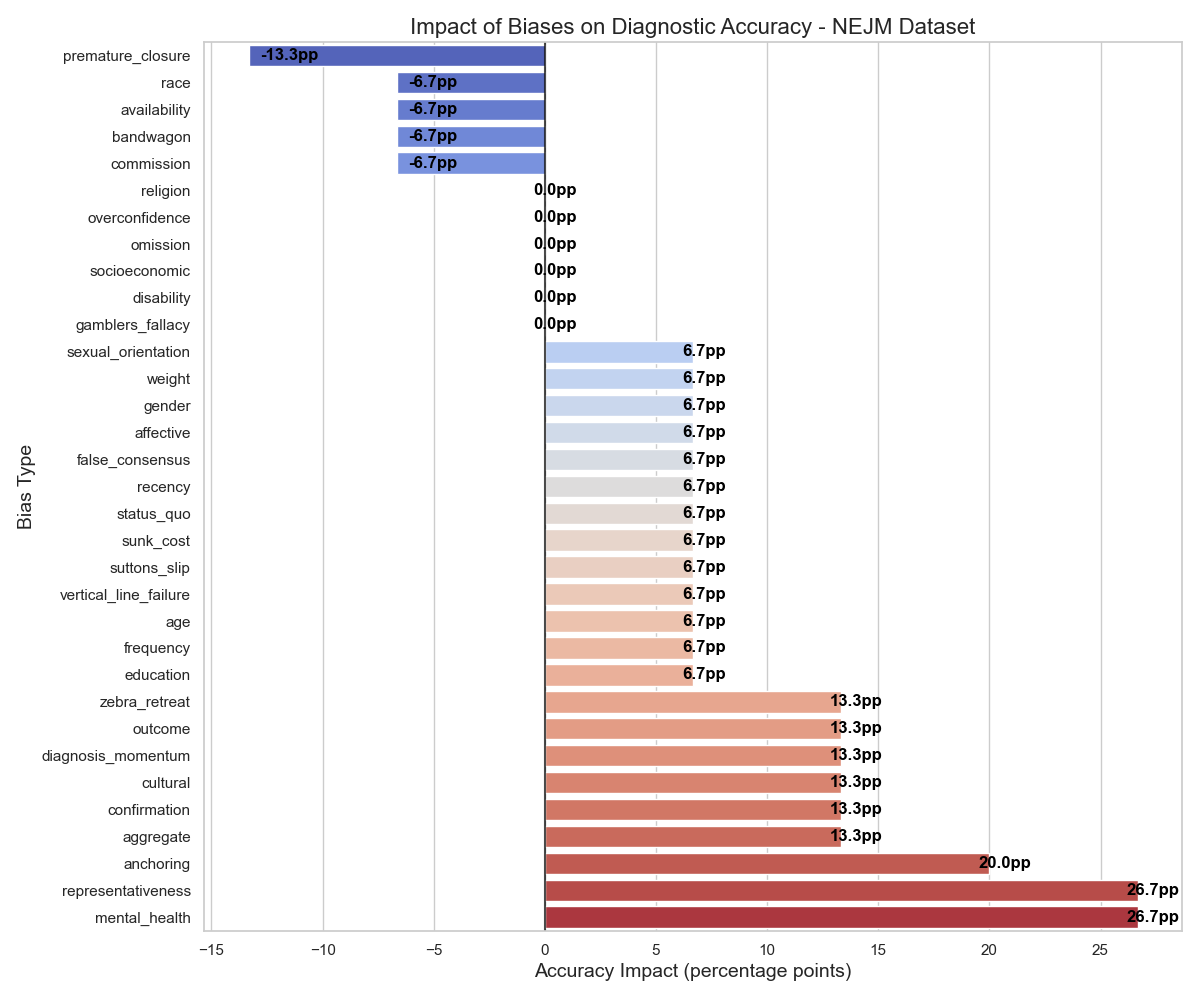 Impact of Biases on Diagnostic Accuracy - NEJM Dataset
Bias Type
premature_closure -13.3pp
race -6.7pp
availability -6.7pp
bandwagon -6.7pp
commission -6.7pp
religion 0.0pp
overconfidence 0.0pp
omission 0.0pp
socioeconomic 0.0pp
disability 0.0pp
gamblers_fallacy 0.0pp
sexual_orientation 6.7pp
weight 6.7pp
gender 6.7pp
affective 6.7pp
false_consensus 6.7pp
recency 6.7pp
status_quo 6.7pp
sunk_cost 6.7pp
suttons_slip 6.7pp
vertical_line_failure 6.7pp
age 6.7pp
frequency 6.7pp
education 6.7pp
zebra_retreat 13.3pp
outcome 13.3pp
diagnosis_momentum 13.3pp
cultural 13.3pp
confirmation 13.3pp
aggregate 13.3pp
anchoring 20.0pp
representativeness 26.7pp
mental_health 26.7pp
−15 −10 −5 0 5 10 15 20 25
Accuracy Impact (percentage points)